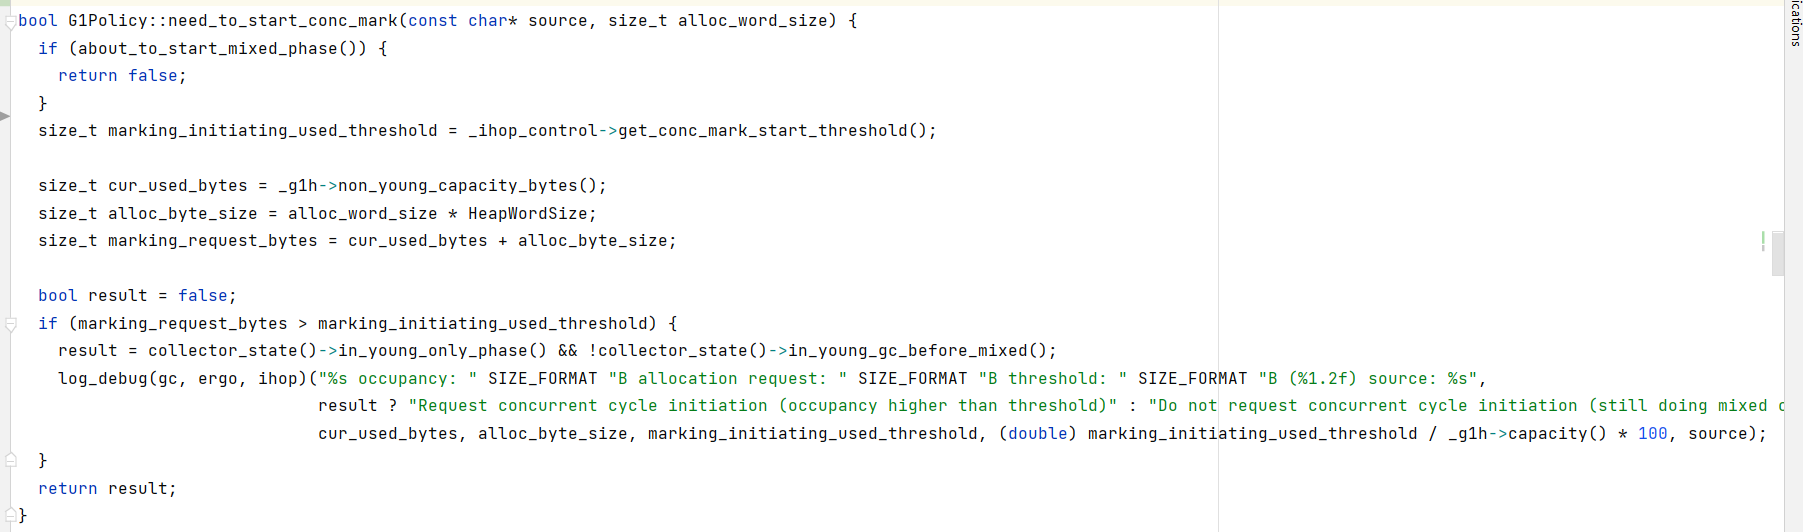 bool G1Policy::need_to_start_conc_mark(const char* source, size_t alloc_word_size) {
  if (about_to_start_mixed_phase()) {
    return false;
  }
  size_t marking_initiating_used_threshold = _ihop_control->get_conc_mark_start_threshold();

  size_t cur_used_bytes = _g1h->non_young_capacity_bytes();
  size_t alloc_byte_size = alloc_word_size * HeapWordSize;
  size_t marking_request_bytes = cur_used_bytes + alloc_byte_size;

  bool result = false;
  if (marking_request_bytes > marking_initiating_used_threshold) {
    result = collector_state()->in_young_only_phase() && !collector_state()->in_young_gc_before_mixed();
    log_debug(gc, ergo, ihop)("%s occupancy: " SIZE_FORMAT "B allocation request: " SIZE_FORMAT "B threshold: " SIZE_FORMAT "B (%1.2f) source: %s",
                              result ? "Request concurrent cycle initiation (occupancy higher than threshold)" : "Do not request concurrent cycle initiation (still doing mixed
                              cur_used_bytes, alloc_byte_size, marking_initiating_used_threshold, (double) marking_initiating_used_threshold / _g1h->capacity() * 100, source);
  }
  return result;
}
ications